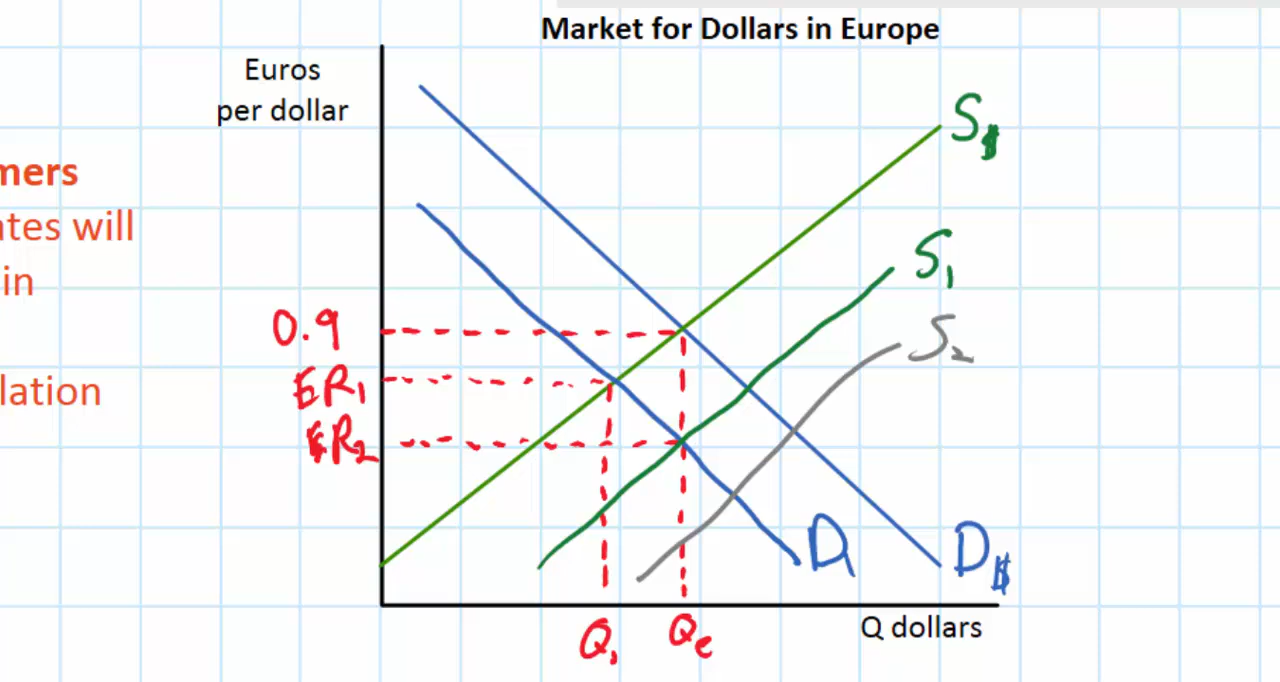 Market for Dollars in Europe
Euros
per dollar
S$
mers
S1
ates will
in
0.9
S2
ER1
lation
ER2
D1
D$
Q dollars
Q1
Qe